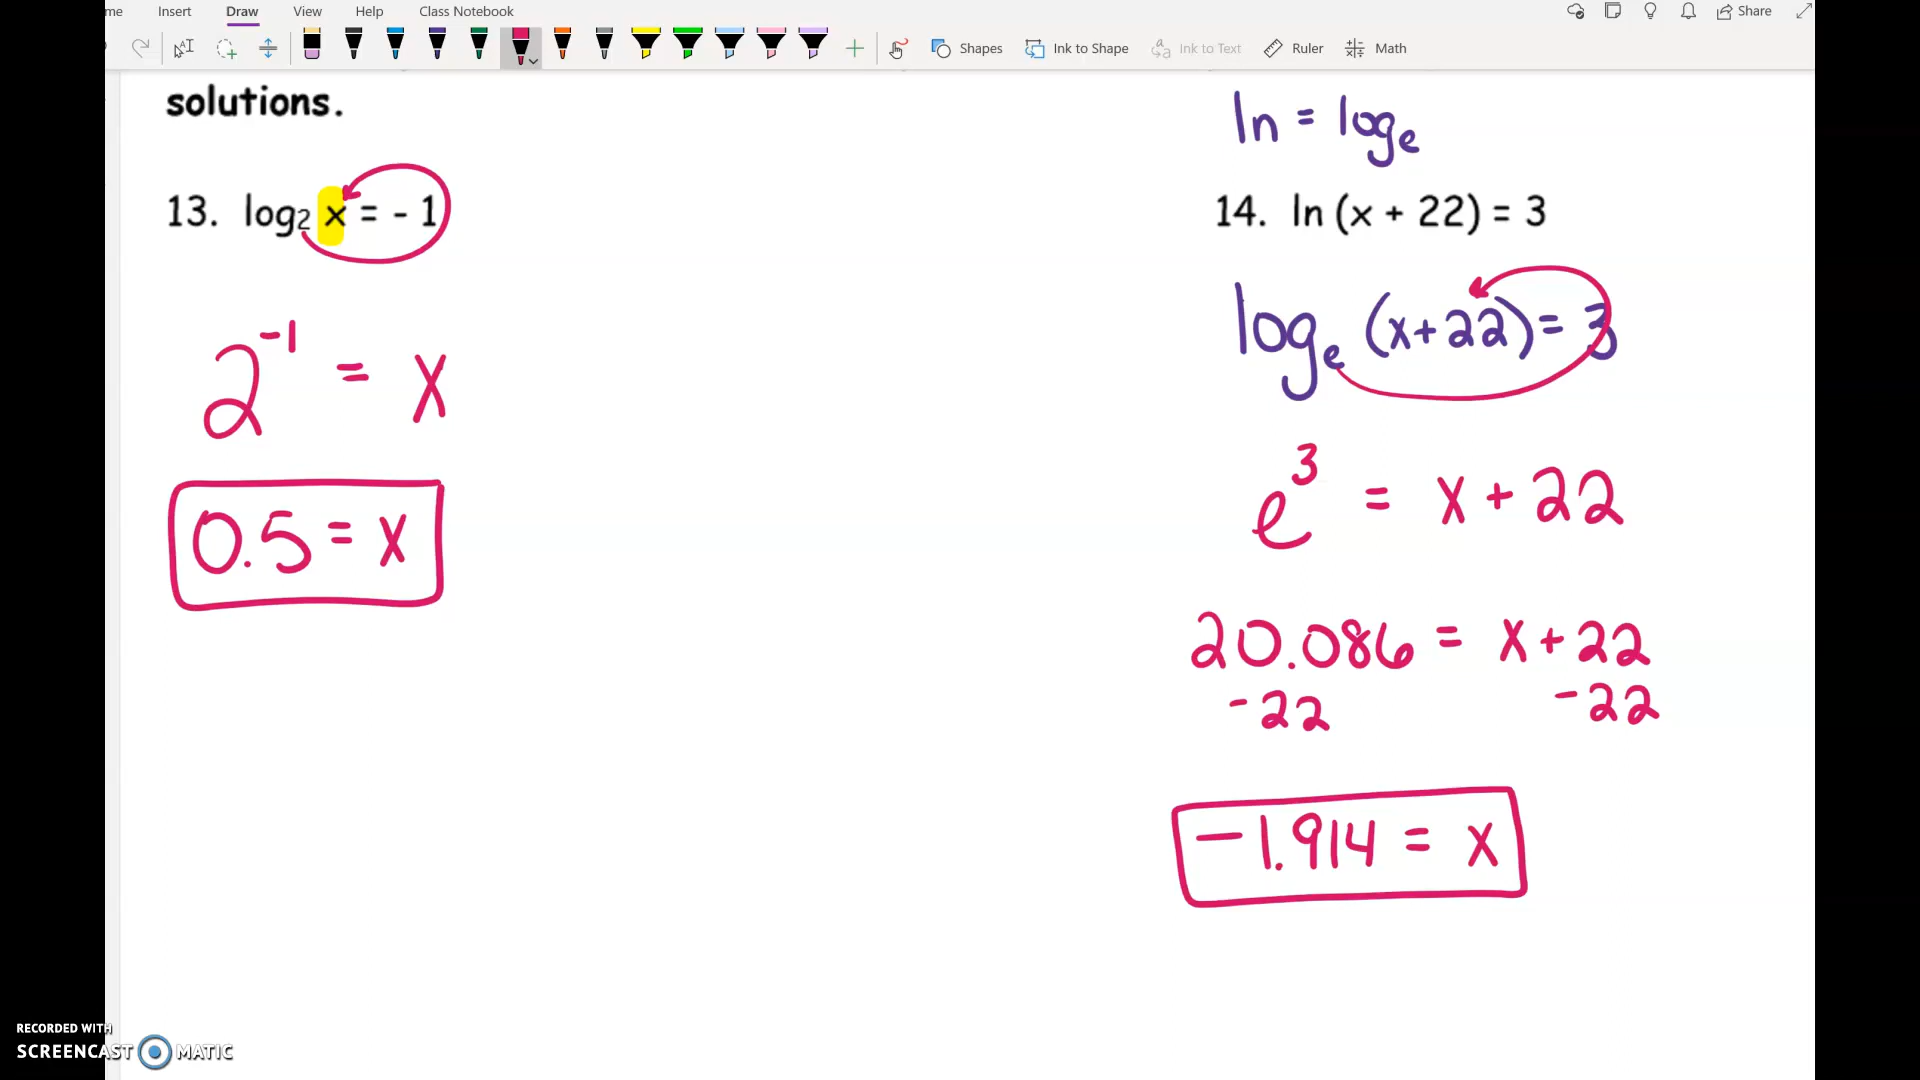 me Insert Draw View Help Class Notebook Share
Shapes Ink to Shape Ink to Text Ruler Math
solutions.
13. log₂ x = - 1
2⁻¹ = x
0.5 = x
ln = logₑ
14. ln (x + 22) = 3
logₑ (x+22) = 3
e³ = x + 22
20.086 = x+22
-22 -22
-1.914 = x
RECORDED WITH
SCREENCAST MATIC